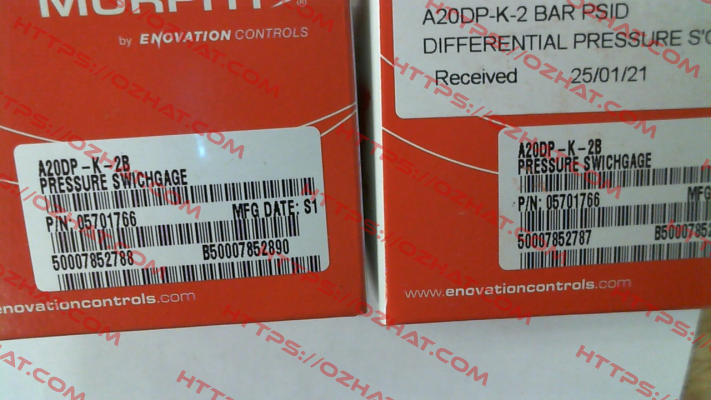 MURPHY®
by ENOVATION CONTROLS
A20DP-K-2B
PRESSURE SWICHGAGE
P/N: 05701766 MFG DATE: S1
50007852788 B50007852890
enovationcontrols.com
A20DP-K-2 BAR PSID
DIFFERENTIAL PRESSURE S'G
Received 25/01/21
A20DP-K-2B
PRESSURE SWICHGAGE
P/N: 05701766 MFG
50007852787 B5000785
www.enovationcontrols.com
HTTPS://OZHAT.COM